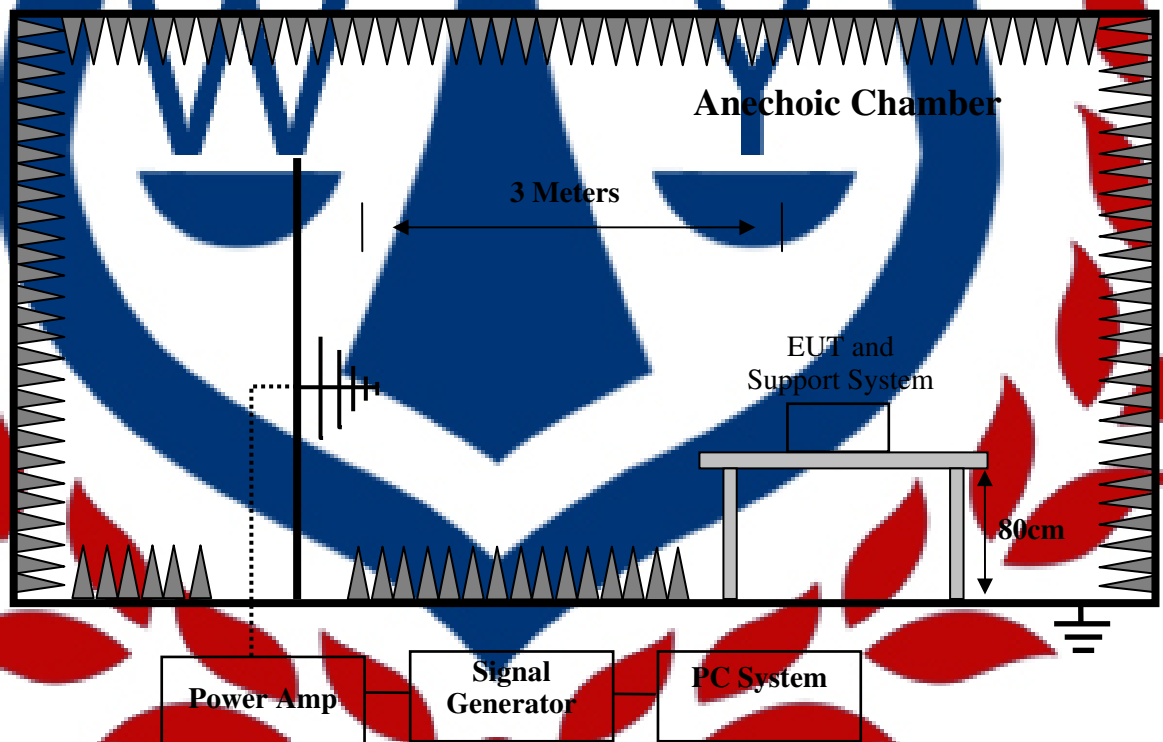 W Y
Anechoic Chamber
3 Meters
EUT and
Support System
80cm
Power Amp
Signal
Generator
PC System